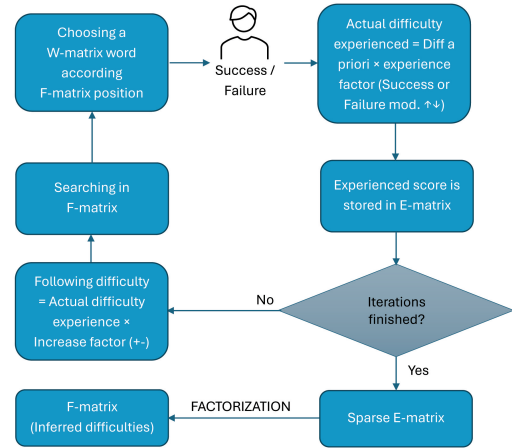 Choosing a
W-matrix word
according
F-matrix position
Success /
Failure
Actual difficulty
experienced = Diff a
priori × experience
factor (Success or
Failure mod. ↑↓)
Searching in
F-matrix
Experienced score is
stored in E-matrix
Following difficulty
= Actual difficulty
experience ×
Increase factor (+-)
No
Iterations
finished?
Yes
F-matrix
(Inferred difficulties)
FACTORIZATION
Sparse E-matrix